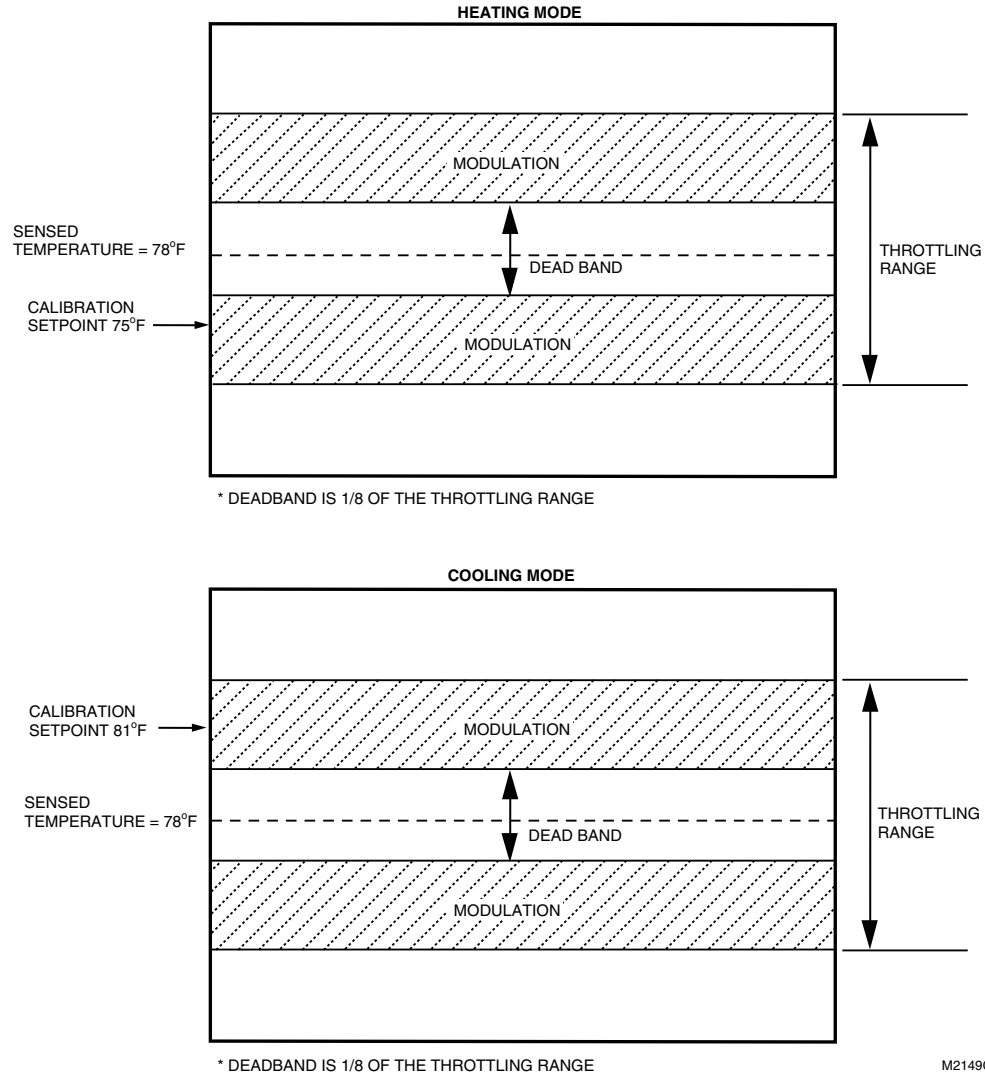 HEATING MODE
MODULATION
SENSED
TEMPERATURE = 78°F
DEAD BAND
THROTTLING
RANGE
CALIBRATION
SETPOINT 75°F
MODULATION
* DEADBAND IS 1/8 OF THE THROTTLING RANGE
COOLING MODE
CALIBRATION
SETPOINT 81°F
MODULATION
SENSED
TEMPERATURE = 78°F
DEAD BAND
THROTTLING
RANGE
MODULATION
* DEADBAND IS 1/8 OF THE THROTTLING RANGE